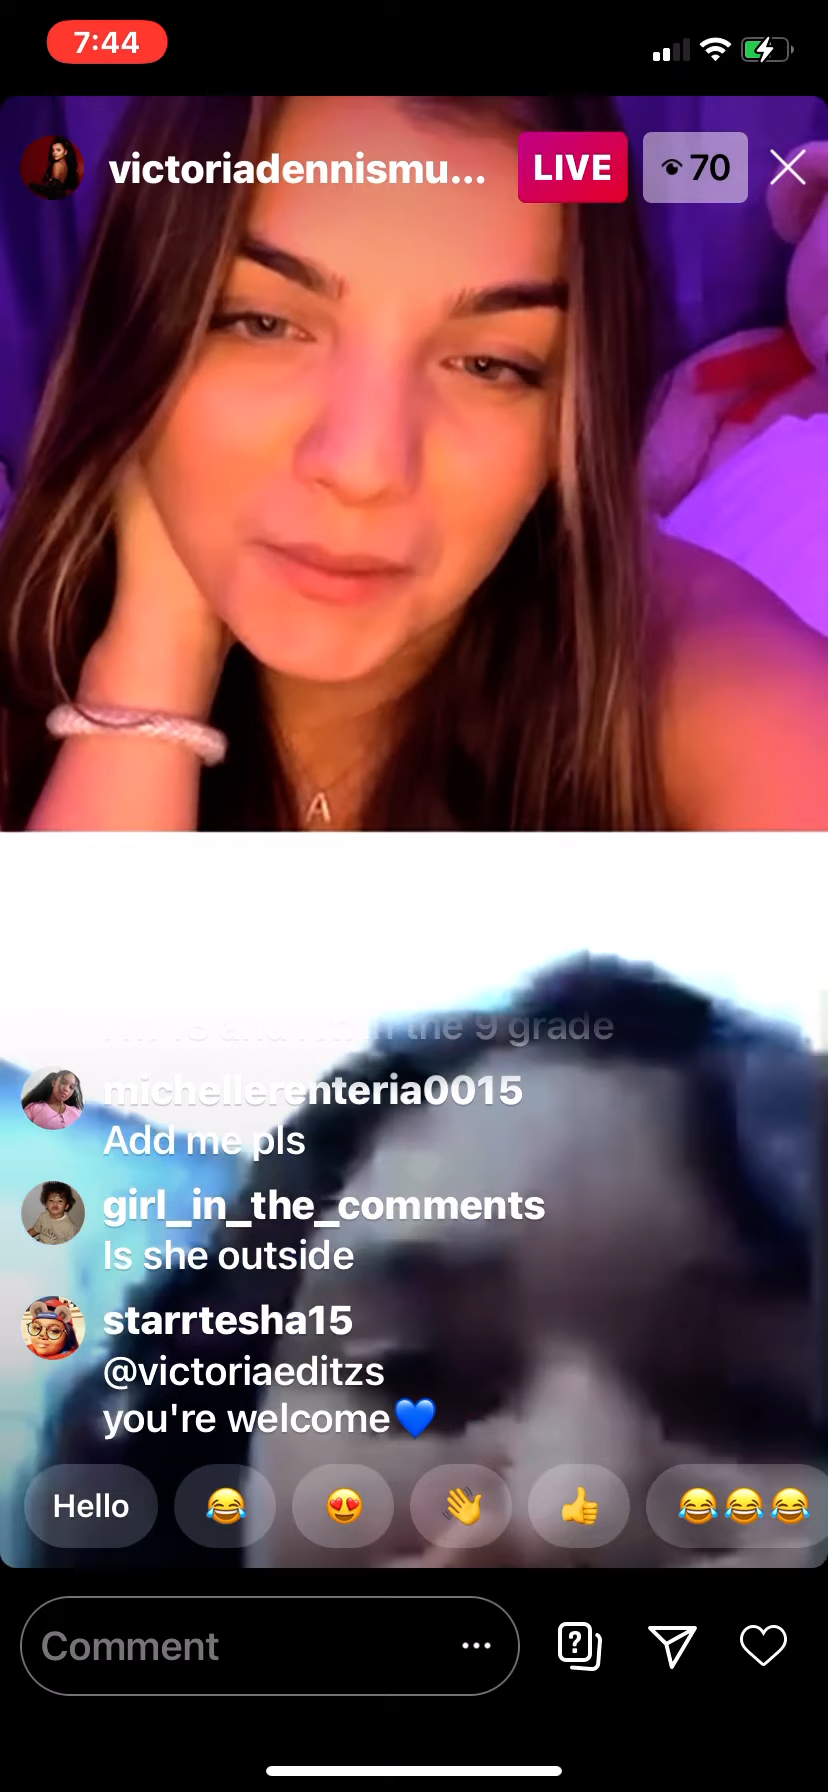 7:44
victoriadennismu...
LIVE
70
A
the 9 grade
michellerenteria0015
Add me pls
girl_in_the_comments
Is she outside
starrtesha15
@victoriaeditzs
you're welcome💙
Hello
😂
😍
👋
👍
😂😂😂
Comment
...
?